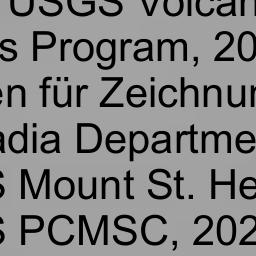 USGS Volcan
s Program, 20
en für Zeichnun
adia Departme
S Mount St. He
S PCMSC, 202